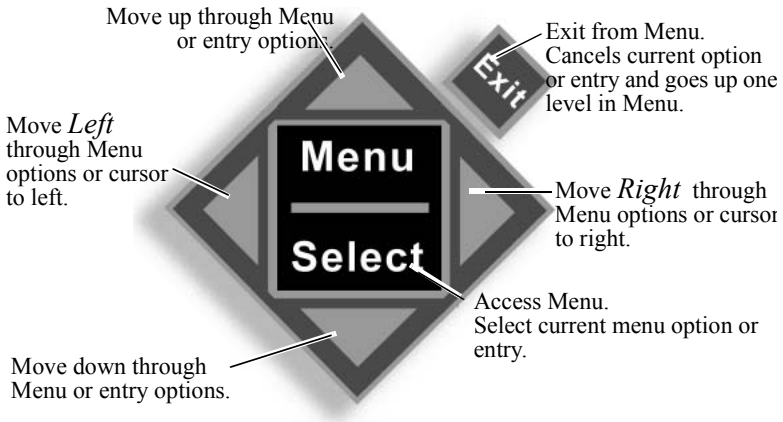 Move up through Menu
or entry options.
Exit from Menu.
Cancels current option
or entry and goes up one
level in Menu.
Exit
Move Left
through Menu
options or cursor
to left.
Menu
Select
Move Right through
Menu options or cursor
to right.
Access Menu.
Select current menu option or
entry.
Move down through
Menu or entry options.